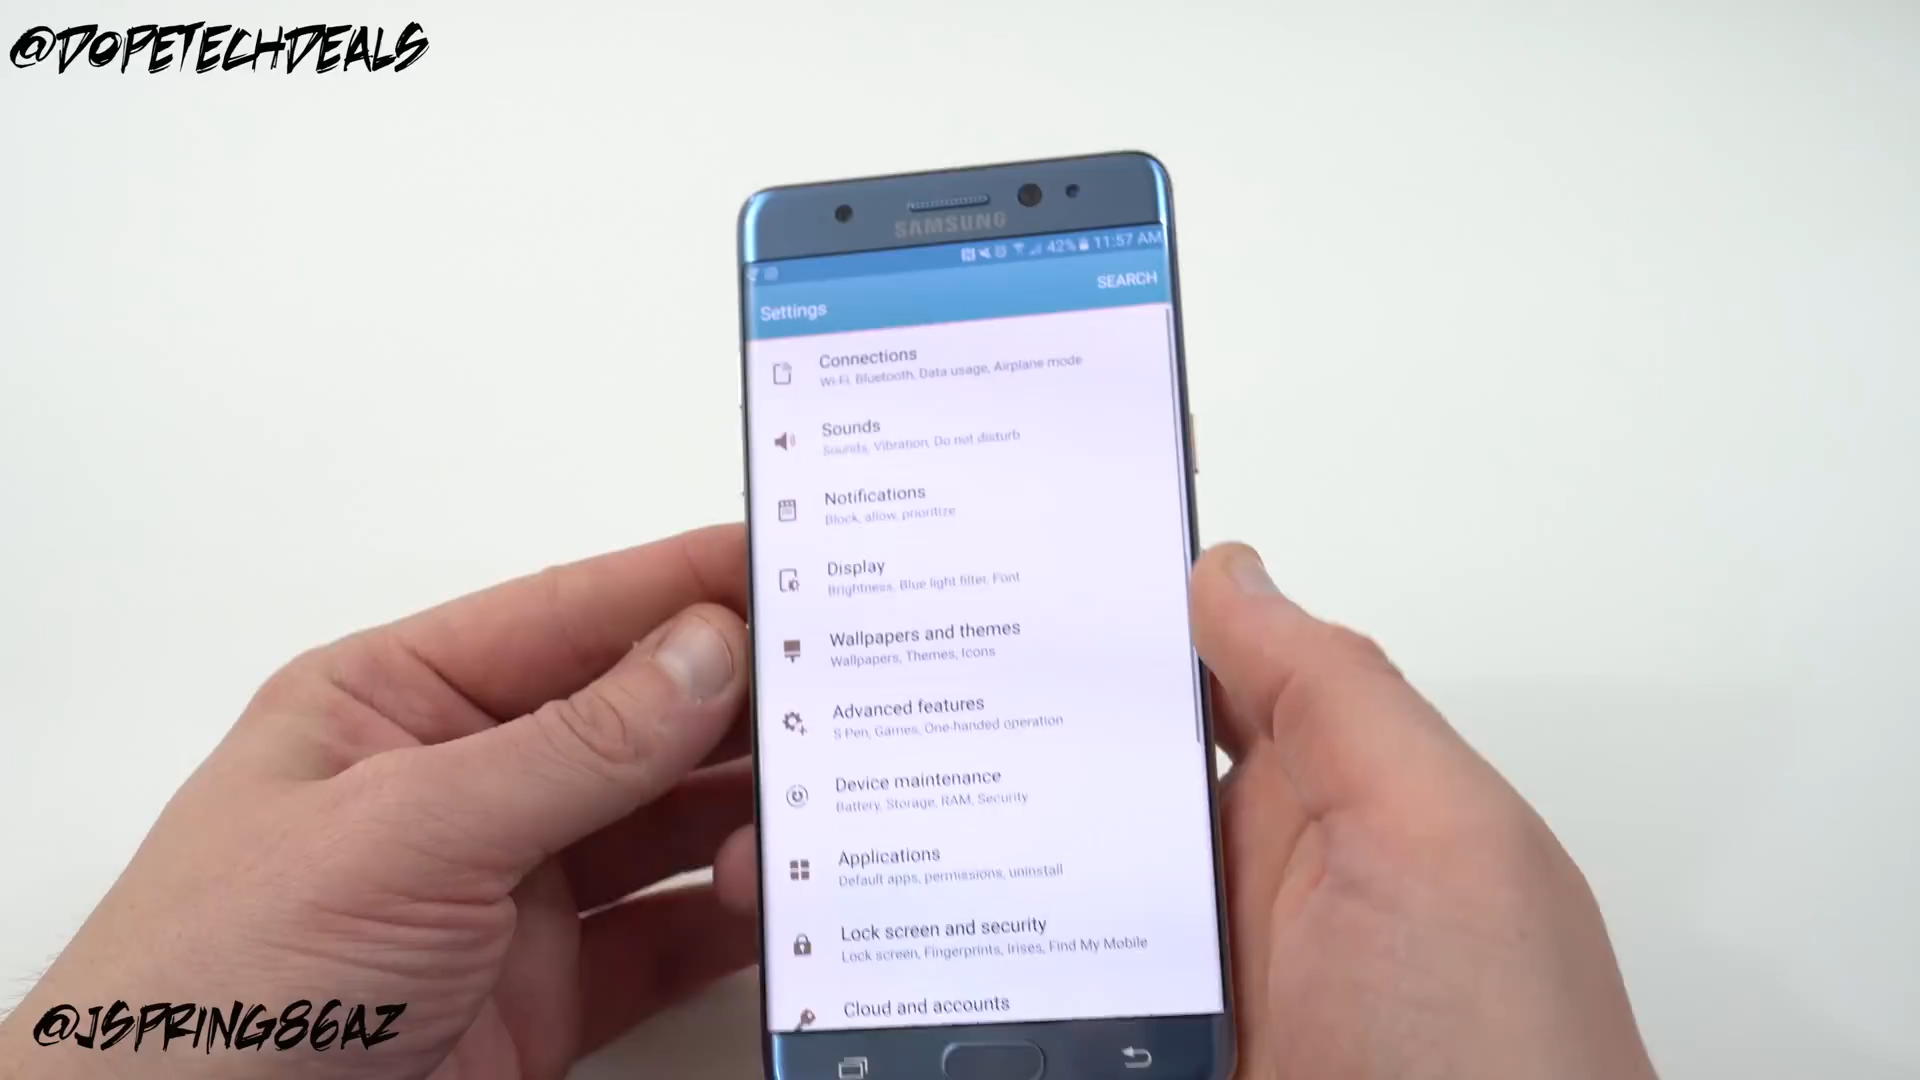 @DOPETECHDEALS
SAMSUNG
42% 11:57 AM
SEARCH
Settings
Connections
Wi-Fi, Bluetooth, Data usage, Airplane mode
Sounds
Sounds, Vibration, Do not disturb
Notifications
Block, allow, prioritize
Display
Brightness, Blue light filter, Font
Wallpapers and themes
Wallpapers, Themes, Icons
Advanced features
S Pen, Games, One-handed operation
Device maintenance
Battery, Storage, RAM, Security
Applications
Default apps, permissions, uninstall
Lock screen and security
Lock screen, Fingerprints, Irises, Find My Mobile
Cloud and accounts
@JSPRING86AZ